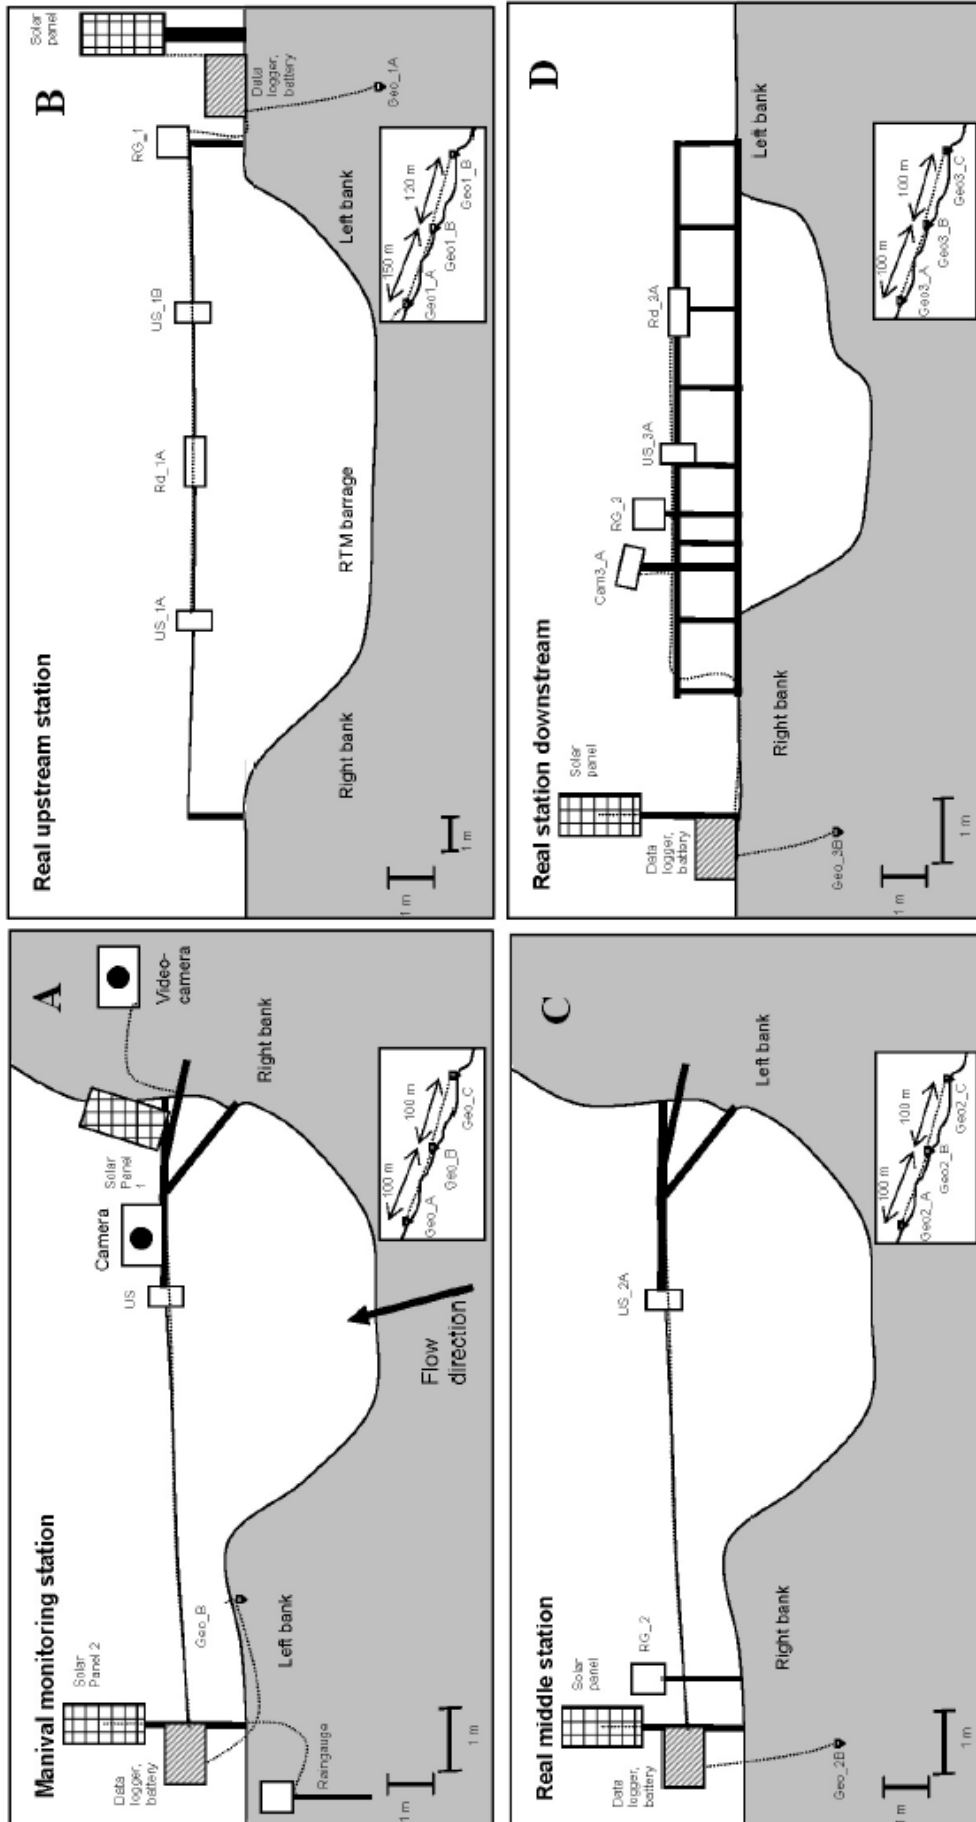 Manival monitoring station
A
Solar
Panel 2
Data
logger,
battery
Raingauge
Geo_B
Left bank
US
Camera
Solar
Panel
1
Video-
camera
Right bank
Flow
direction
100 m
100 m
Geo_A
Geo_B
Geo_C
1 m
1 m
Real upstream station
B
US_1A
Rd_1A
US_1B
RG_1
Solar
panel
Data
logger,
battery
Geo_1A
Right bank
RTM barrage
Left bank
150 m
120 m
Geo1_A
Geo1_B
Geo1_B
1 m
1 m
Real middle station
C
Solar
panel
RG_2
Data
logger,
battery
Geo_2B
Right bank
US_2A
Left bank
100 m
100 m
Geo2_A
Geo2_B
Geo2_C
1 m
1 m
Real station downstream
D
Solar
panel
Data
logger,
battery
Geo_3B
Right bank
Cam3_A
US_3A
Rd_3A
Left bank
100 m
100 m
Geo3_A
Geo3_B
Geo3_C
1 m
1 m